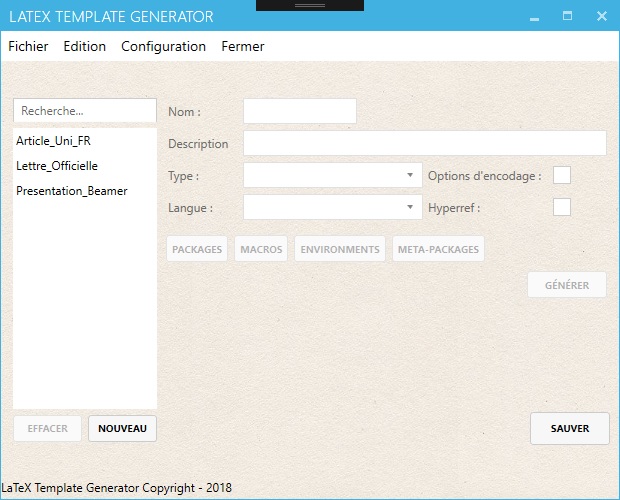 LATEX TEMPLATE GENERATOR
Fichier Edition Configuration Fermer
Recherche...
Article_Uni_FR
Lettre_Officielle
Presentation_Beamer
Nom :
Description
Type : Options d'encodage :
Langue : Hyperref :
PACKAGES MACROS ENVIRONMENTS META-PACKAGES
GÉNÉRER
EFFACER NOUVEAU SAUVER
LaTeX Template Generator Copyright - 2018